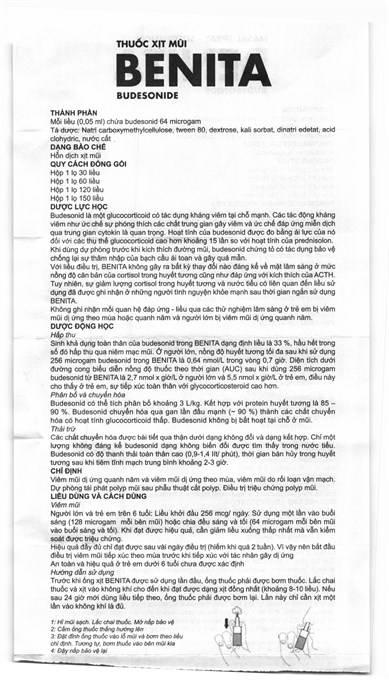 THUỐC XỊT MŨI
BENITA
BUDESONIDE
THÀNH PHẦN
Mỗi liều (0,05 ml) chứa budesonid 64 microgam
Tá dược: Natri carboxymethylcellulose, tween 80, dextrose, kali sorbat, dinatri edetat, acid
clohydric, nước cất
DẠNG BÀO CHẾ
Hỗn dịch xịt mũi
QUY CÁCH ĐÓNG GÓI
Hộp 1 lọ 30 liều
Hộp 1 lọ 60 liều
Hộp 1 lọ 120 liều
Hộp 1 lọ 150 liều
DƯỢC LỰC HỌC
Budesonid là một glucocorticoid có tác dụng kháng viêm tại chỗ mạnh. Các tác động kháng
viêm như ức chế sự phóng thích các chất trung gian gây viêm và ức chế đáp ứng miễn dịch
qua trung gian cytokin là quan trọng. Hoạt tính của budesonid được đo bằng ái lực của nó
đối với các thụ thể glucocorticoid cao hơn khoảng 15 lần so với hoạt tính của prednisolon.
Khi dùng dự phòng trước khi kích thích đường mũi, budesonid chứng tỏ có tác dụng bảo vệ
chống lại sự thâm nhập của bạch cầu ái toan và gây quá mẫn.
Với liều điều trị, BENITA không gây ra bất kỳ thay đổi nào đáng kể về mặt lâm sàng ở mức
nồng độ căn bản của cortisol trong huyết tương cũng như đáp ứng với kích thích của ACTH.
Tuy nhiên, sự giảm lượng cortisol trong huyết tương và nước tiểu có liên quan đến liều sử
dụng đã được ghi nhận ở những người tình nguyện khỏe mạnh sau thời gian ngắn sử dụng
BENITA.
Không ghi nhận mối quan hệ đáp ứng - liều qua các thử nghiệm lâm sàng ở trẻ em bị viêm
mũi dị ứng theo mùa hoặc quanh năm và người lớn bị viêm mũi dị ứng quanh năm.
DƯỢC ĐỘNG HỌC
Hấp thu
Sinh khả dụng toàn thân của budesonid trong BENITA dạng định liều là 33 %, hầu hết trong
số đó hấp thu qua niêm mạc mũi. Ở người lớn, nồng độ huyết tương tối đa sau khi sử dụng
256 microgam budesonid trong BENITA là 0,64 nmol/L trong vòng 0,7 giờ. Diện tích dưới
đường cong biểu diễn nồng độ thuốc theo thời gian (AUC) sau khi dùng 256 microgam
budesonid từ BENITA là 2,7 nmol x giờ/L ở người lớn và 5,5 nmol x giờ/L ở trẻ em, điều này
cho thấy ở trẻ em, sự tiếp xúc toàn thân với glycocorticosteroid cao hơn.
Phân bố và chuyển hóa
Budesonid có thể tích phân bố khoảng 3 L/kg. Kết hợp với protein huyết tương là 85 –
90 %. Budesonid chuyển hóa qua gan lần đầu mạnh (~ 90 %) thành các chất chuyển
hóa có hoạt tính glucocorticoid thấp. Budesonid không bị bất hoạt tại chỗ ở mũi.
Thải trừ
Các chất chuyển hóa được bài tiết qua thận dưới dạng không đổi và dạng kết hợp. Chỉ một
lượng không đáng kể budesonid dạng không biến đổi được tìm thấy trong nước tiểu.
Budesonid có độ thanh thải toàn thân cao (0,9-1,4 lít/ phút), thời gian bán hủy trong huyết
tương sau khi tiêm tĩnh mạch trung bình khoảng 2-3 giờ.
CHỈ ĐỊNH
Viêm mũi dị ứng quanh năm và viêm mũi dị ứng theo mùa, viêm mũi do rối loạn vận mạch.
Dự phòng tái phát polyp mũi sau phẫu thuật cắt polyp. Điều trị triệu chứng polyp mũi.
LIỀU DÙNG VÀ CÁCH DÙNG
Viêm mũi
Người lớn và trẻ em trên 6 tuổi: Liều khởi đầu 256 mcg/ ngày. Sử dụng một lần vào buổi
sáng (128 microgam mỗi bên mũi) hoặc chia đều sáng và tối (64 microgam mỗi bên mũi
vào buổi sáng và tối). Khi đạt được hiệu quả, cần giảm liều xuống thấp nhất mà vẫn kiểm
soát được triệu chứng.
Hiệu quả đầy đủ chỉ đạt được sau vài ngày điều trị (hiếm khi quá 2 tuần). Vì vậy nên bắt đầu
điều trị viêm mũi tiếp xúc theo mùa trước khi tiếp xúc với tác nhân gây dị ứng
An toàn và hiệu quả ở trẻ em dưới 6 tuổi chưa được xác định
Hướng dẫn sử dụng
Trước khi ống xịt BENITA được sử dụng lần đầu, ống thuốc phải được bơm thuốc. Lắc chai
thuốc và xịt vào không khí cho đến khi đạt được dạng xịt đồng nhất (khoảng 8-10 liều). Nếu
sau 24 giờ mới dùng liều tiếp theo, ống thuốc phải được bơm lại. Lần này chỉ cần xịt một
lần vào không khí là đủ.
1: Hỉ mũi sạch. Lắc chai thuốc. Mở nắp bảo vệ
2: Cầm ống thuốc thẳng hướng lên
3: Đặt đỉnh ống thuốc vào lỗ mũi và bơm theo liều
chỉ định. Tương tự, bơm thuốc vào bên mũi kia
4: Đậy nắp bảo vệ lại